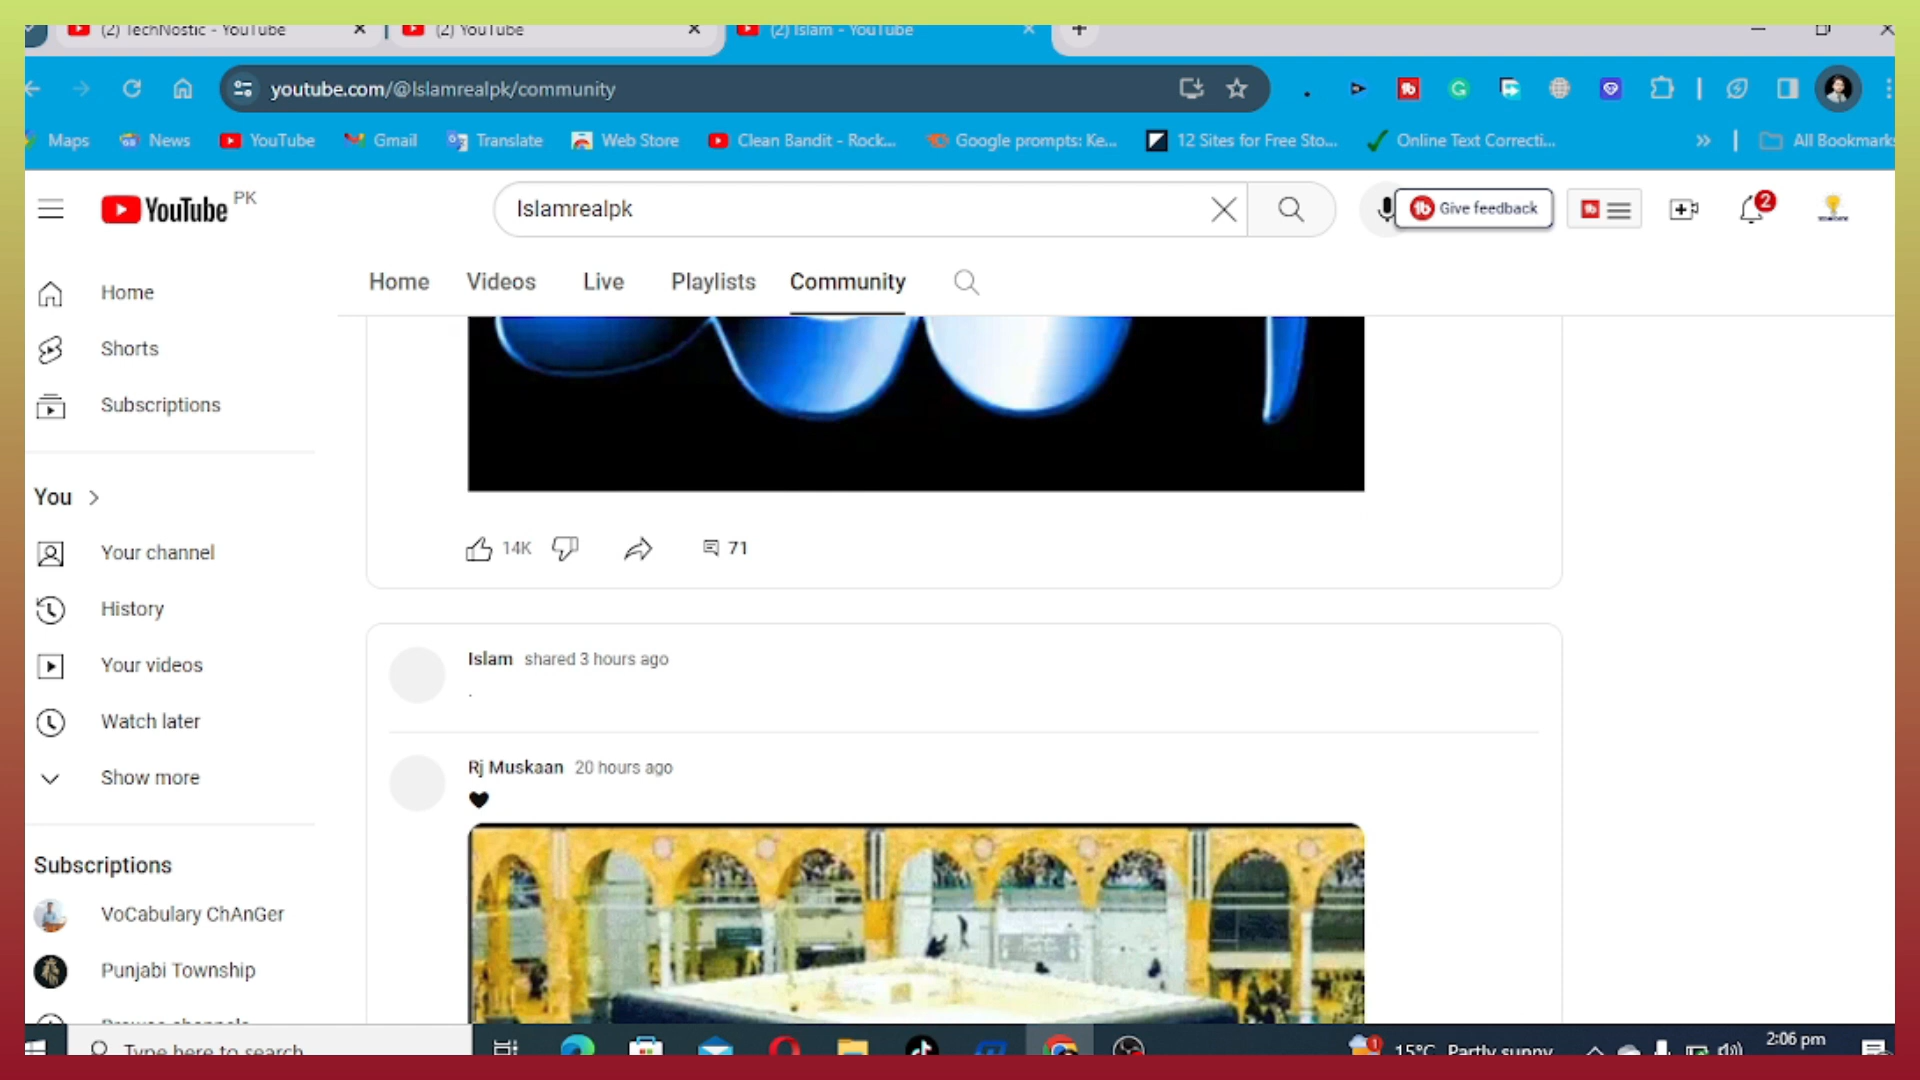 (2) TechNostic - YouTube
(2) YouTube
(2) Islam - YouTube
youtube.com/@Islamrealpk/community
Maps
News
YouTube
Gmail
Translate
Web Store
Clean Bandit - Rock...
Google prompts: Ke...
12 Sites for Free Sto...
Online Text Correcti...
All Bookmarks
YouTube PK
Islamrealpk
Give feedback
2
Home
Videos
Live
Playlists
Community
Home
Shorts
Subscriptions
You
Your channel
History
Your videos
Watch later
Show more
Subscriptions
VoCabulary ChAnGer
Punjabi Township
Browse channels
14K
71
Islam shared 3 hours ago
.
Rj Muskaan 20 hours ago
Type here to search
1
15°C Partly sunny
2:06 pm